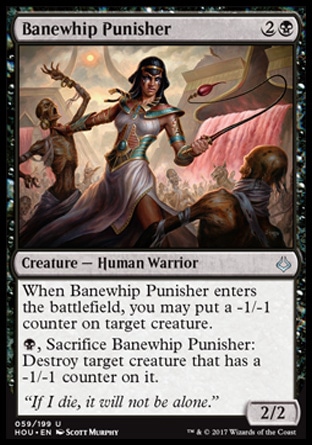 Banewhip Punisher 2
Creature — Human Warrior
When Banewhip Punisher enters
the battlefield, you may put a -1/-1
counter on target creature.
, Sacrifice Banewhip Punisher:
Destroy target creature that has a
-1/-1 counter on it.
"If I die, it will not be alone."
2/2
059/199 U
HOU • EN Scott Murphy
™ & © 2017 Wizards of the Coast